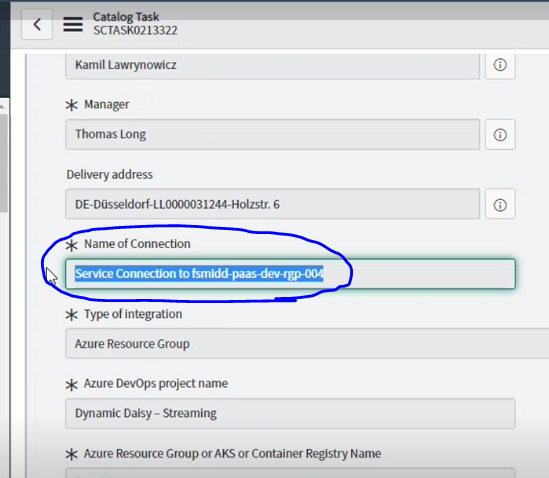 Catalog Task
SCTASK0213322
Kamil Lawrynowicz
Manager
Thomas Long
Delivery address
DE-Düsseldorf-LL0000031244-Holzstr. 6
Name of Connection
Service Connection to fsmidd-paas-dev-rgp-004
Type of integration
Azure Resource Group
Azure DevOps project name
Dynamic Daisy – Streaming
Azure Resource Group or AKS or Container Registry Name